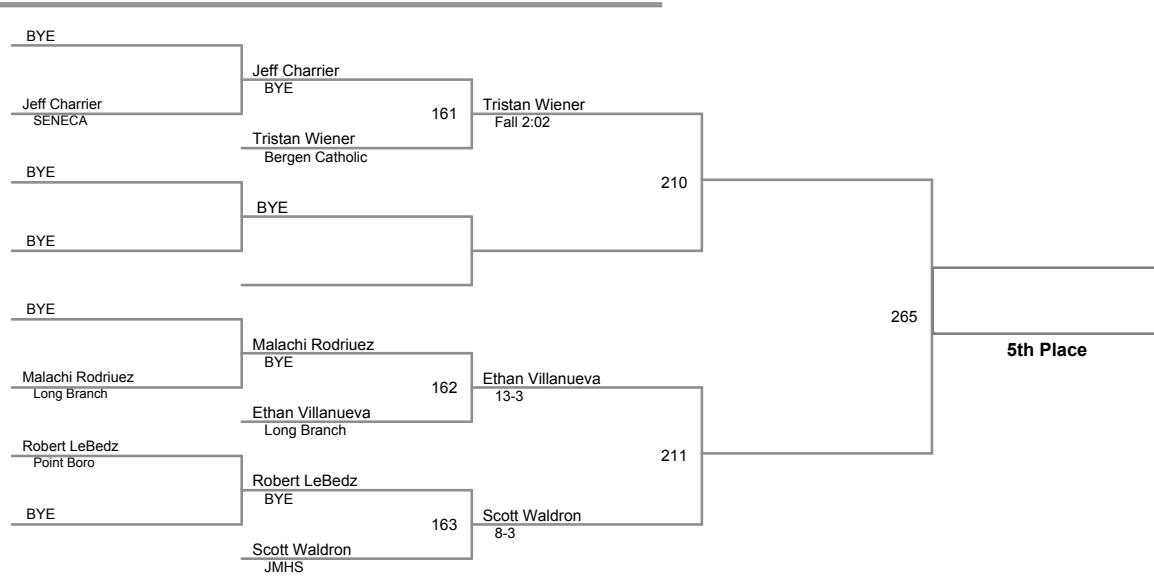 BYE
Jeff Charrier
BYE
Jeff Charrier
SENECA
161
Tristan Wiener
Fall 2:02
Tristan Wiener
Bergen Catholic
BYE
210
BYE
BYE
BYE
265
Malachi Rodriuez
BYE
5th Place
Malachi Rodriuez
Long Branch
162
Ethan Villanueva
13-3
Ethan Villanueva
Long Branch
Robert LeBedz
Point Boro
211
Robert LeBedz
BYE
BYE
163
Scott Waldron
8-3
Scott Waldron
JMHS